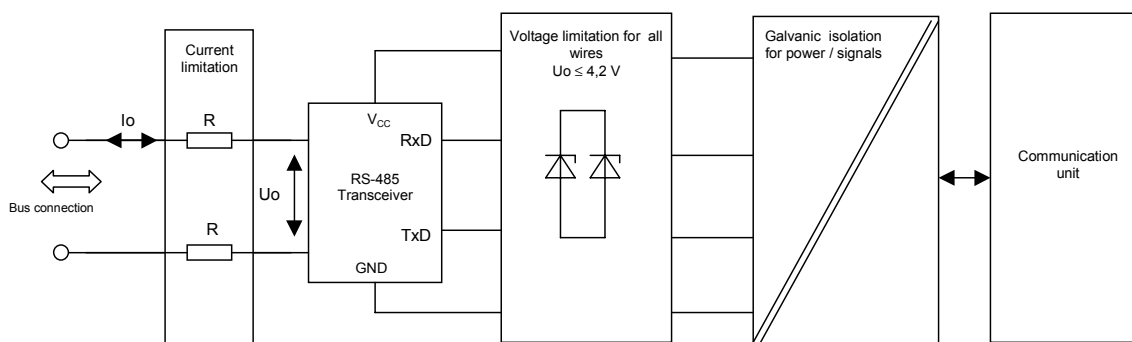 Current
limitation
Voltage limitation for all
wires
Uo ≤ 4,2 V
Galvanic isolation
for power / signals
Io
R
V_CC
RxD
RS-485
Transceiver
Uo
Bus connection
R
TxD
GND
Communication
unit